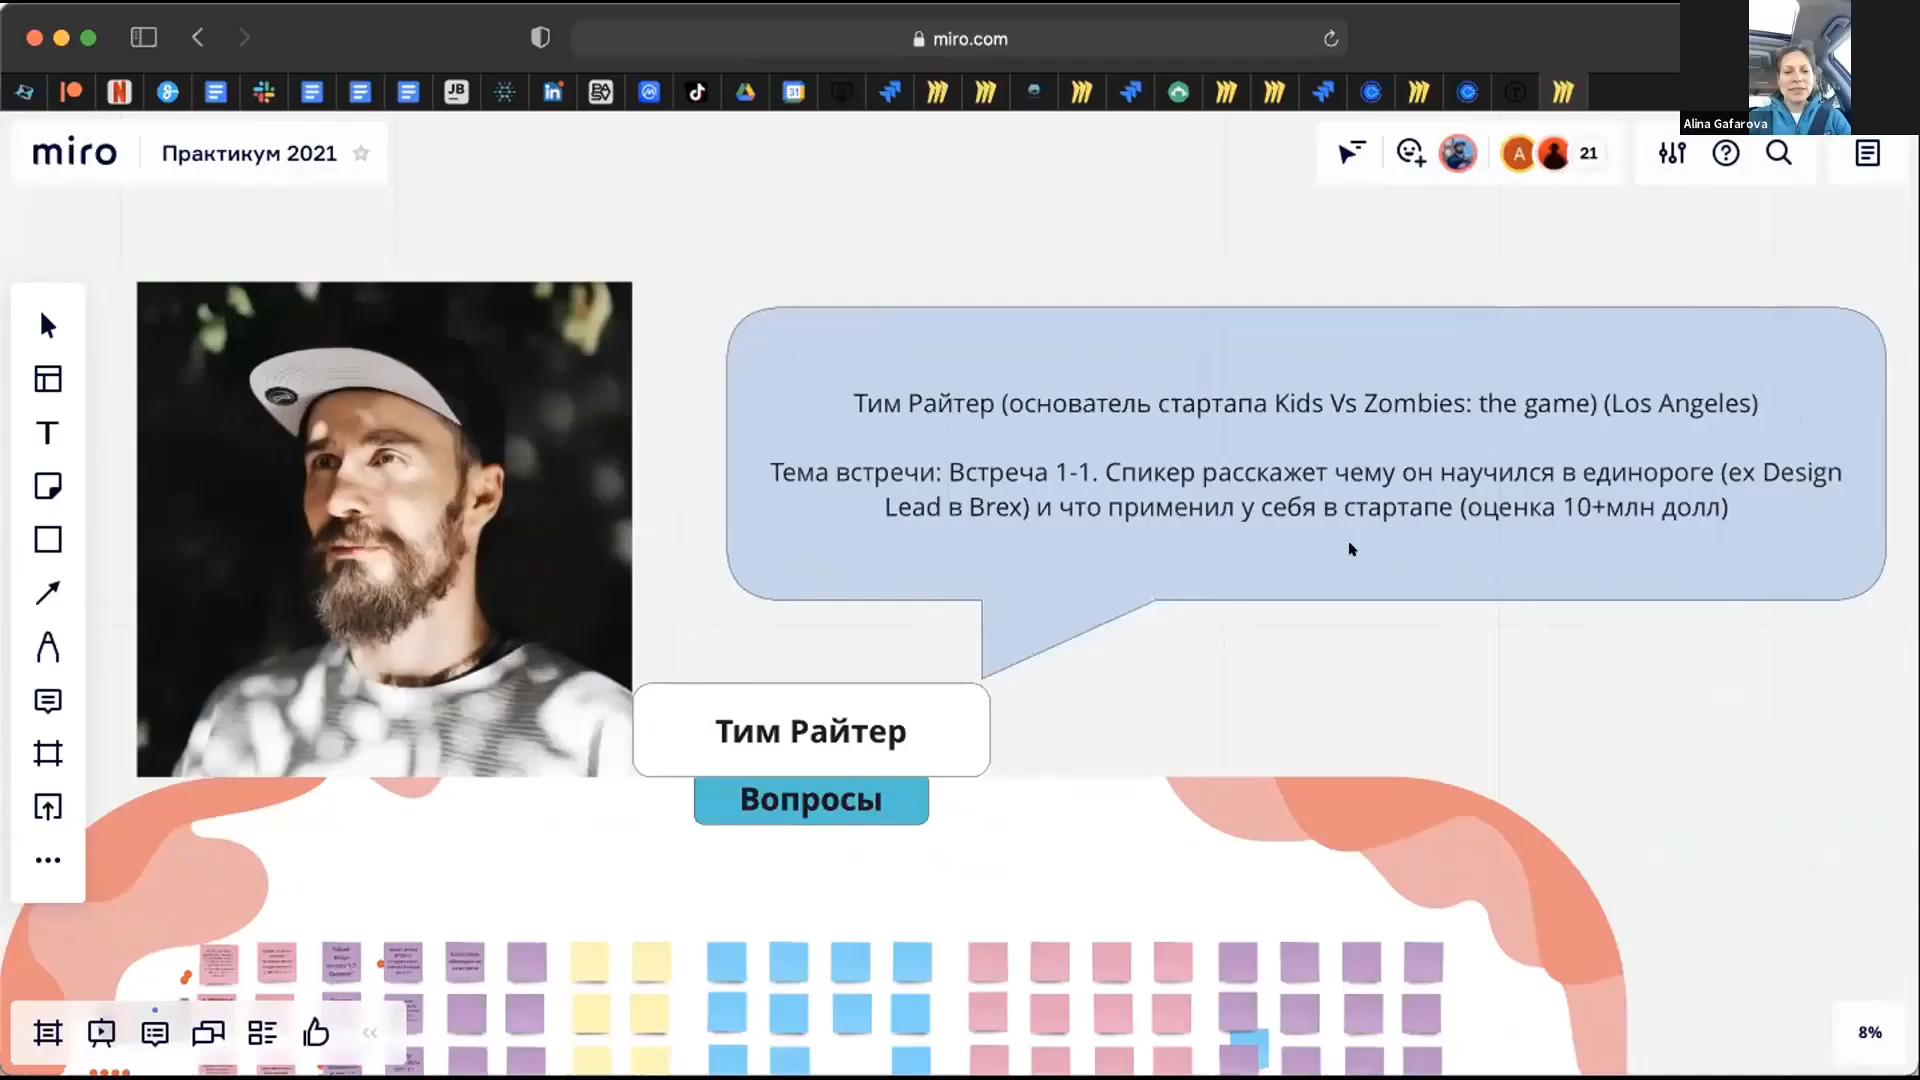 miro.com
Alina Gafarova
miro
Практикум 2021
A
21
Тим Райтер (основатель стартапа Kids Vs Zombies: the game) (Los Angeles)
Тема встречи: Встреча 1-1. Спикер расскажет чему он научился в единороге (ex Design
Lead в Brex) и что применил у себя в стартапе (оценка 10+млн долл)
Тим Райтер
Вопросы
8%